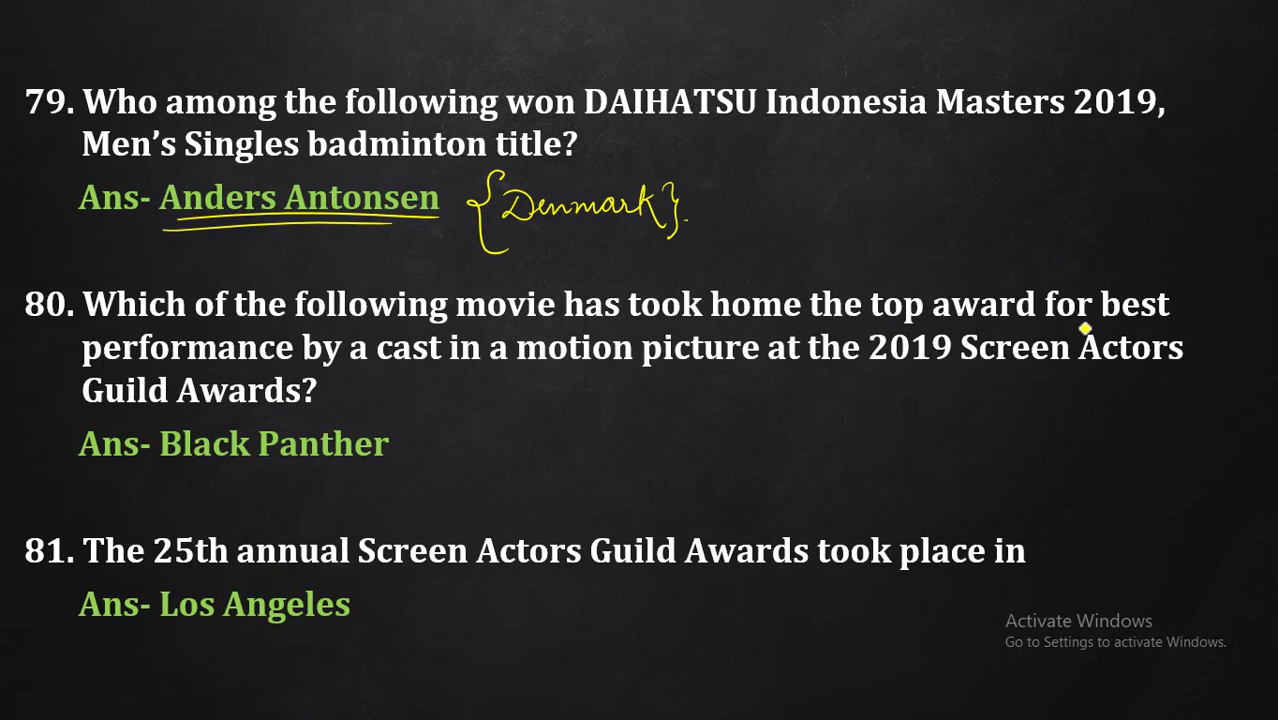 79. Who among the following won DAIHATSU Indonesia Masters 2019,
Men’s Singles badminton title?
Ans- Anders Antonsen {Denmark}.
80. Which of the following movie has took home the top award for best
performance by a cast in a motion picture at the 2019 Screen Actors
Guild Awards?
Ans- Black Panther
81. The 25th annual Screen Actors Guild Awards took place in
Ans- Los Angeles
Activate Windows
Go to Settings to activate Windows.